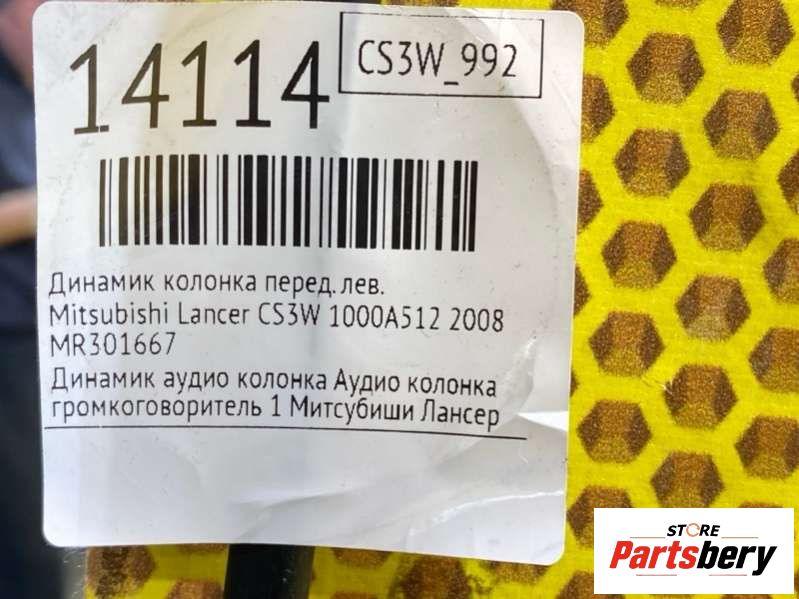 14114
CS3W_992
Динамик колонка перед.лев.
Mitsubishi Lancer CS3W 1000A512 2008
MR301667
Динамик аудио колонка Аудио колонка
громкоговоритель 1 Митсубиши Лансер
STORE
Partsbery